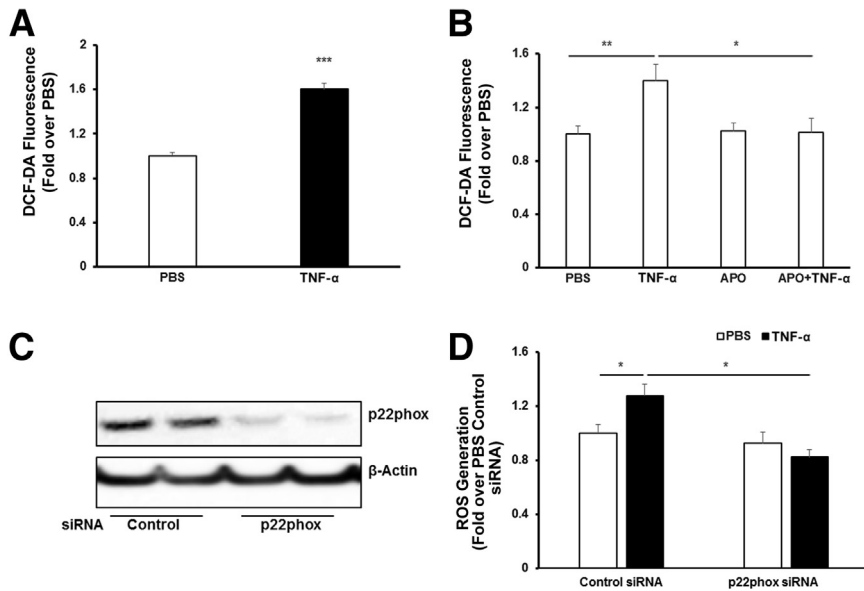 A
DCF-DA Fluorescence
(Fold over PBS)
2
1.6
1.2
0.8
0.4
0
***
PBS
TNF-α
B
DCF-DA Fluorescence
(Fold over PBS)
1.6
1.2
0.8
0.4
0
**
*
PBS
TNF-α
APO
APO+TNF-α
C
p22phox
β-Actin
siRNA
Control
p22phox
D
PBS
TNF-α
ROS Generation
(Fold over PBS Control
siRNA)
1.6
1.2
0.8
0.4
0
*
*
Control siRNA
p22phox siRNA